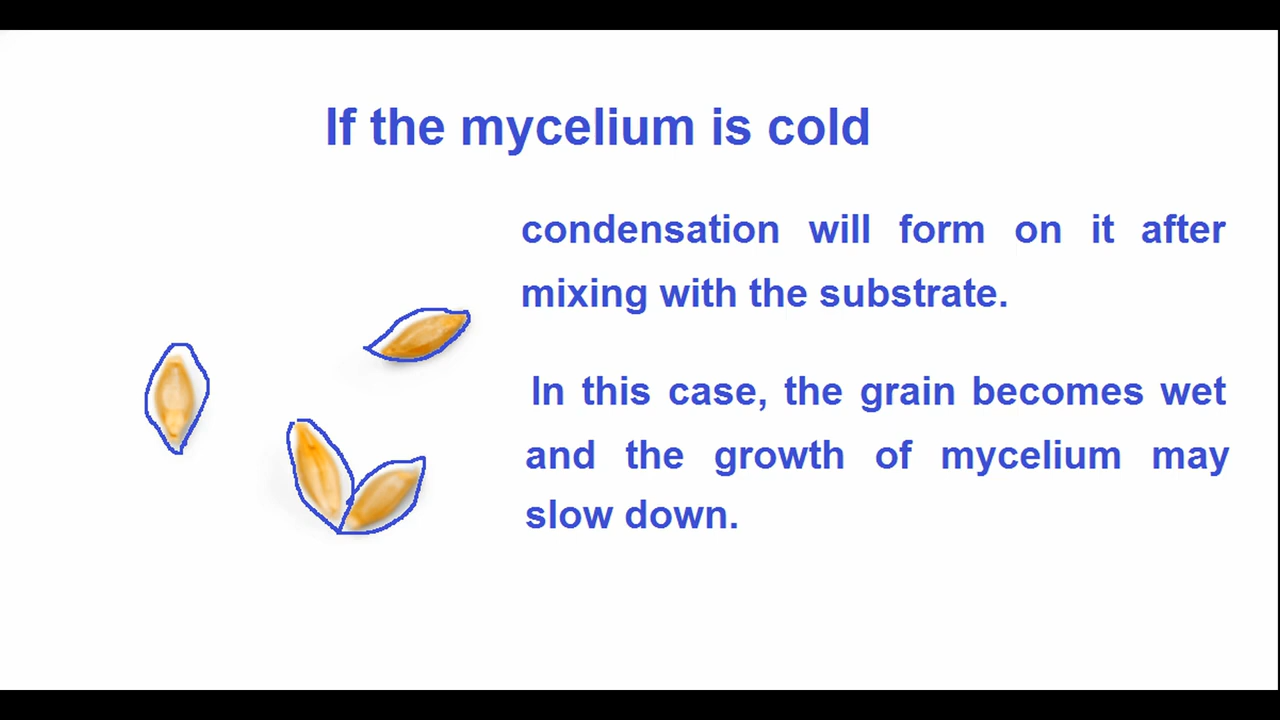 If the mycelium is cold
condensation will form on it after
mixing with the substrate.
In this case, the grain becomes wet
and the growth of mycelium may
slow down.